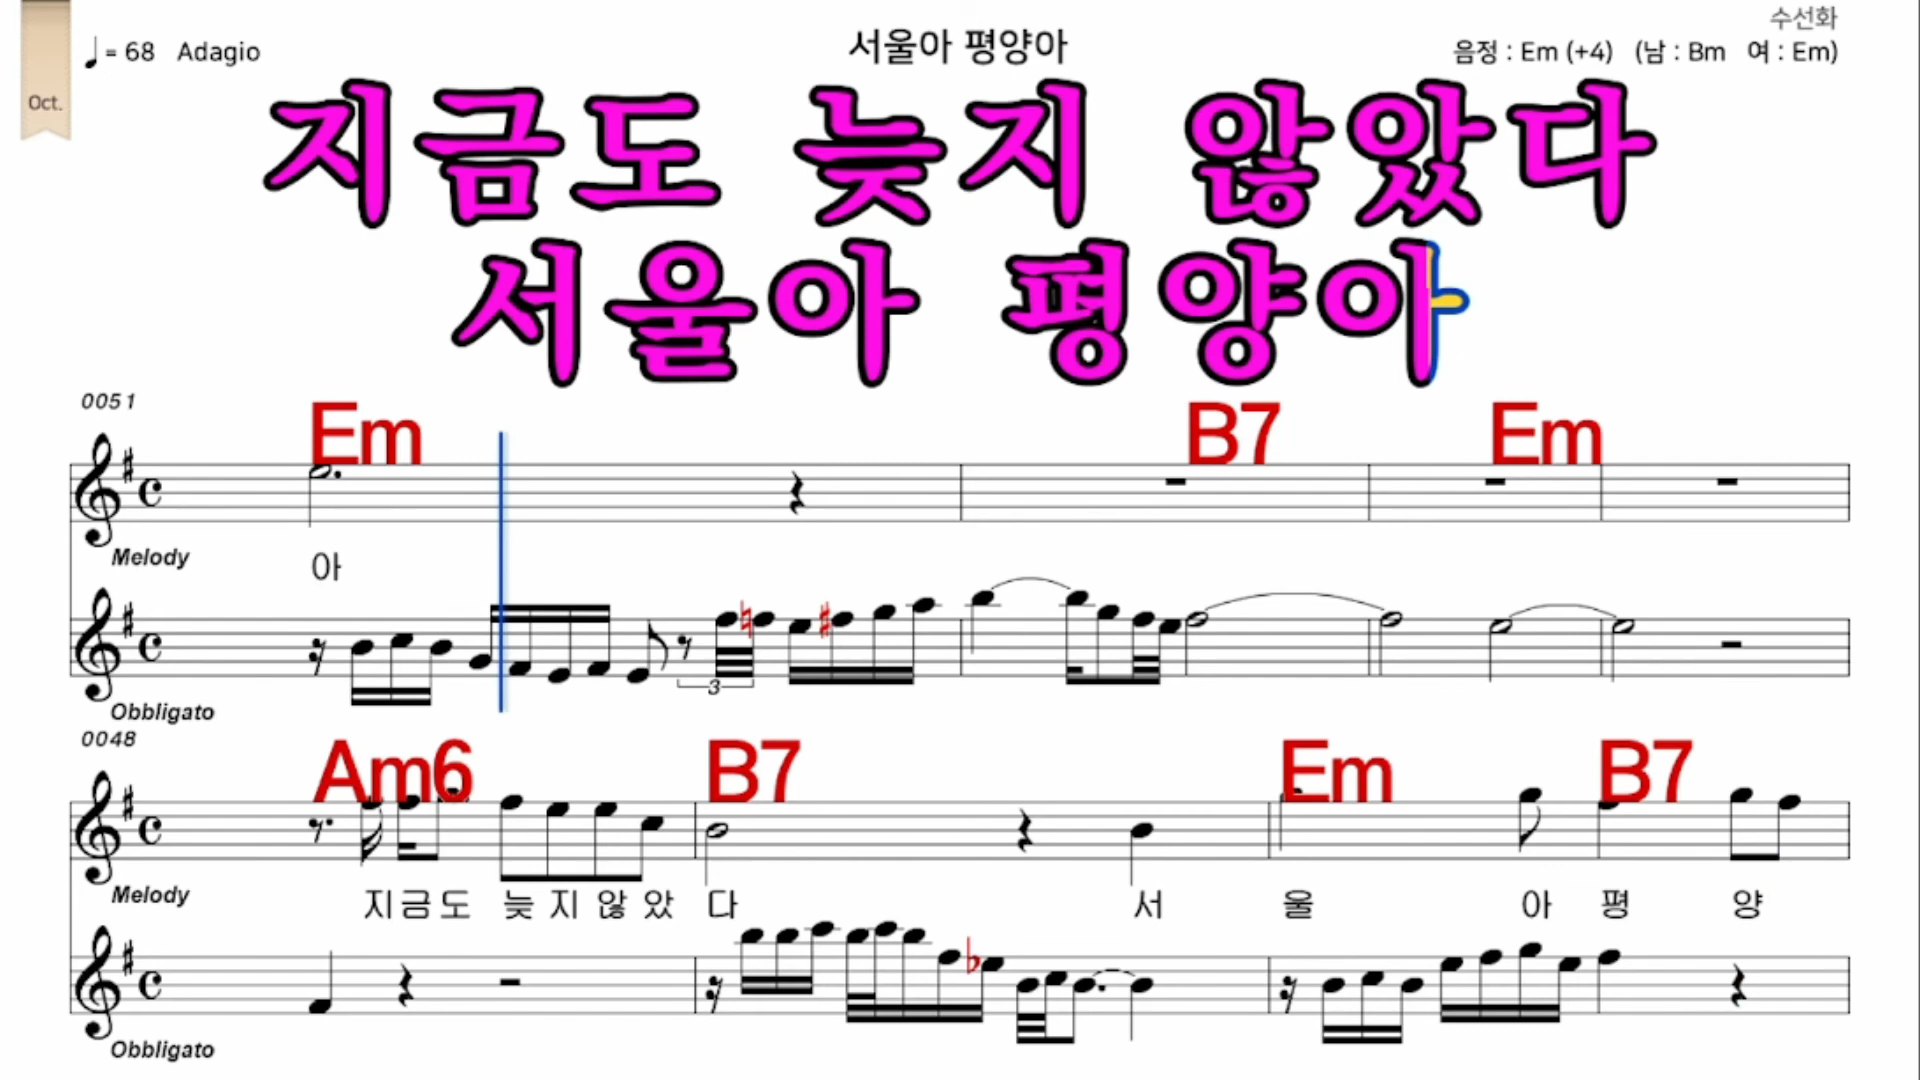 수선화
♩= 68 Adagio
서울아 평양아
음정 : Em (+4) (남 : Bm 여 : Em)
Oct.
지금도 늦지 않았다
서울아 평양아
0051
Em B7 Em
Melody
아
3
Obbligato
0048
Am6 B7 Em B7
Melody
지금도 늦지않았다 서 울 아 평 양
Obbligato